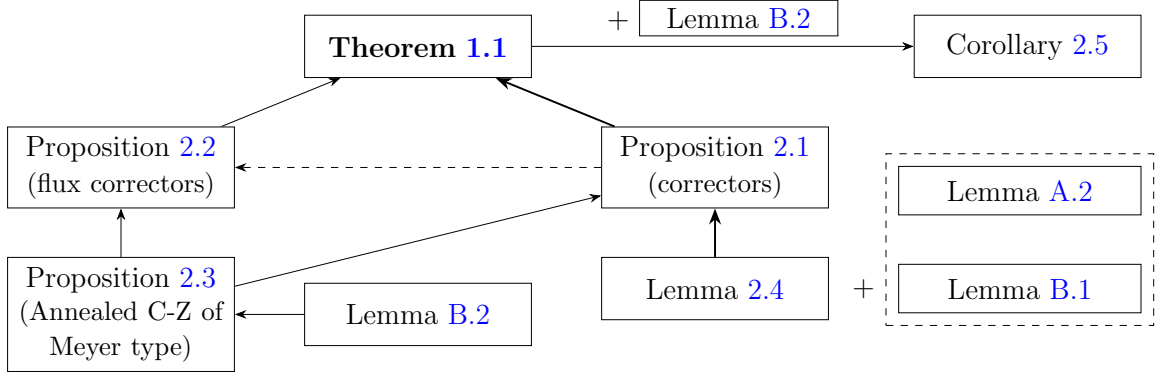 + Lemma B.2
Theorem 1.1
Corollary 2.5
Proposition 2.2
(flux correctors)
Proposition 2.1
(correctors)
Lemma A.2
Proposition 2.3
(Annealed C-Z of
Meyer type)
Lemma B.2
Lemma 2.4
+
Lemma B.1